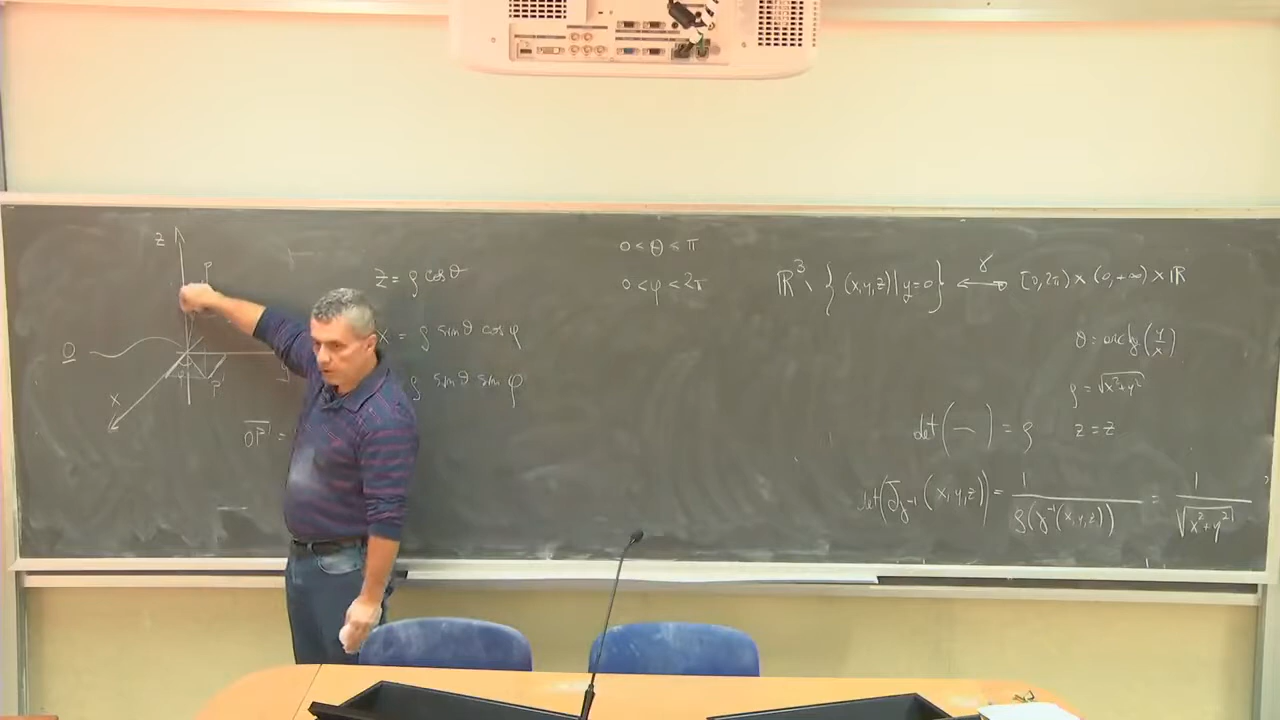 z
P
O
x
y
P'
OP' =
z = ρ cos θ
x ρ sin θ cos φ
ρ sin θ sin φ
0 < θ < π
0 < φ < 2π
ℝ³ \ { (x,y,z) | y=0 } ⟷ γ [0,2π) × (0,+∞) × ℝ
θ = arctg (y/x)
ρ = √x²+y²
det ( — ) = ρ z = z
det (J γ⁻¹ (x,y,z)) = 1 / ρ(γ⁻¹(x,y,z)) = 1 / √x²+y²